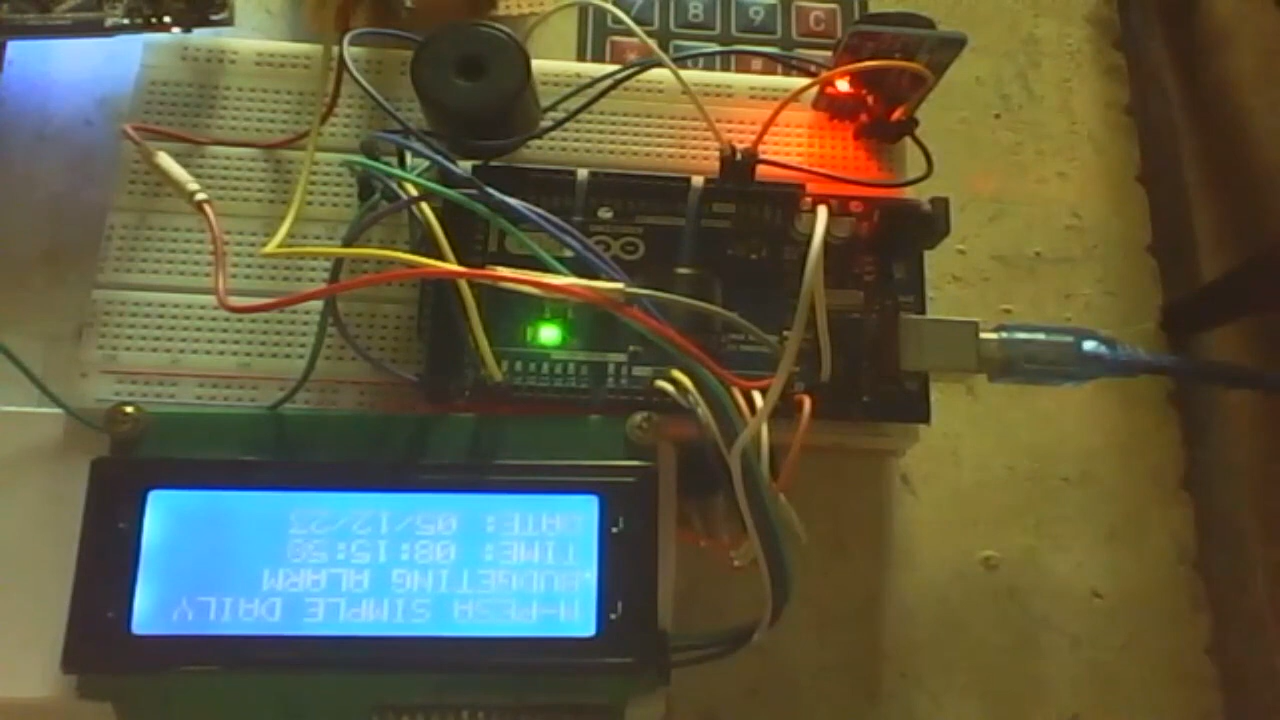 M-PESA SIMPLE DAILY
BUDGETING ALARM
TIME: 08:15:50
DATE: 05/12/23
7 8 9 C